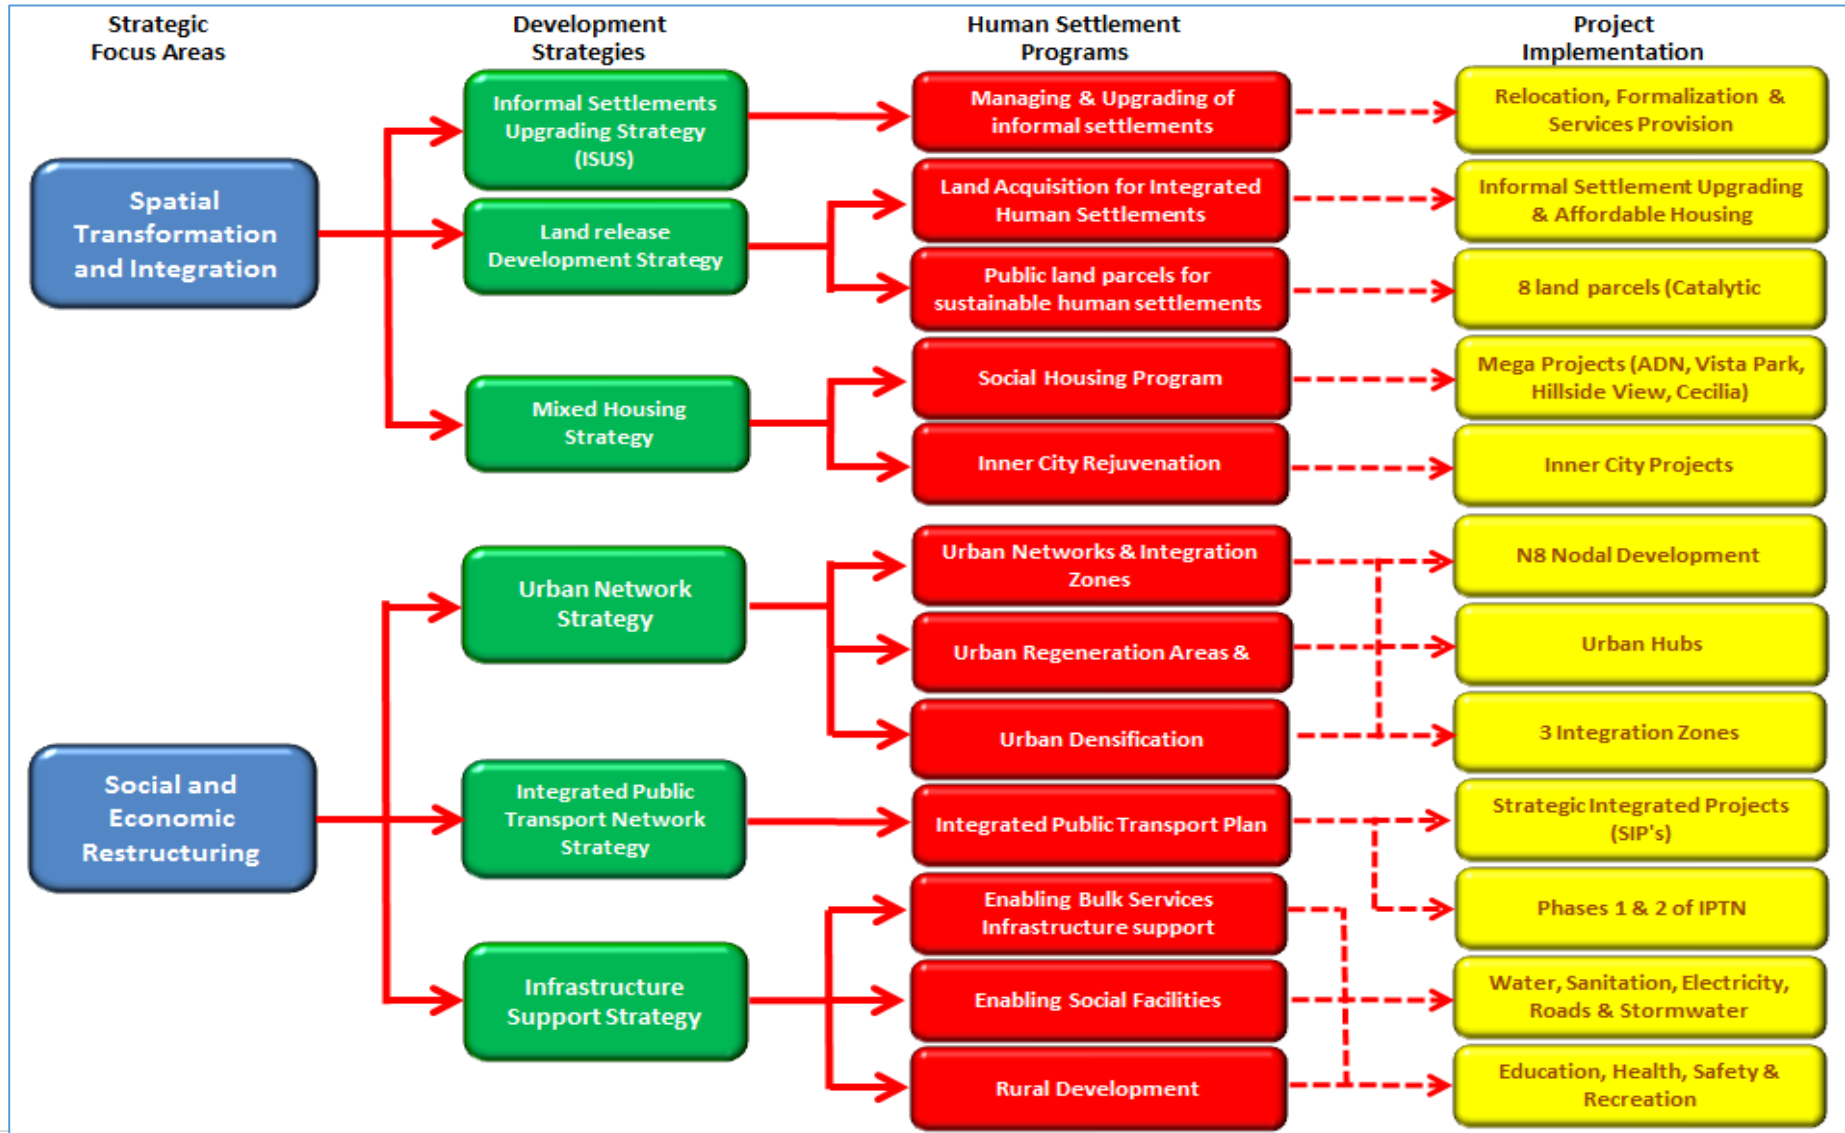 Strategic
Focus Areas
Development
Strategies
Human Settlement
Programs
Project
Implementation
Spatial
Transformation
and Integration
Social and
Economic
Restructuring
Informal Settlements
Upgrading Strategy
(ISUS)
Land release
Development Strategy
Mixed Housing
Strategy
Urban Network
Strategy
Integrated Public
Transport Network
Strategy
Infrastructure
Support Strategy
Managing & Upgrading of
informal settlements
Land Acquisition for Integrated
Human Settlements
Public land parcels for
sustainable human settlements
Social Housing Program
Inner City Rejuvenation
Urban Networks & Integration
Zones
Urban Regeneration Areas &
Urban Densification
Integrated Public Transport Plan
Enabling Bulk Services
Infrastructure support
Enabling Social Facilities
Rural Development
Relocation, Formalization &
Services Provision
Informal Settlement Upgrading
& Affordable Housing
8 land parcels (Catalytic
Mega Projects (ADN, Vista Park,
Hillside View, Cecilia)
Inner City Projects
N8 Nodal Development
Urban Hubs
3 Integration Zones
Strategic Integrated Projects
(SIP's)
Phases 1 & 2 of IPTN
Water, Sanitation, Electricity,
Roads & Stormwater
Education, Health, Safety &
Recreation